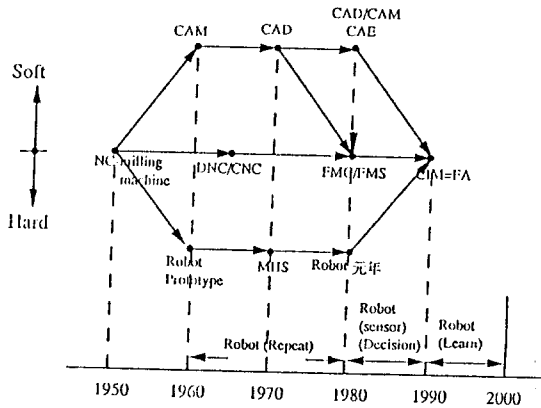 CAD/CAM
CAM
CAD
CAE
Soft
NC-milling
machine
DNC/CNC
FMC/FMS
CIM=FA
Hard
Robot
Prototype
MHS
Robot 元年
Robot (Repeat)
Robot
(sensor)
(Decision)
Robot
(Learn)
1950
1960
1970
1980
1990
2000